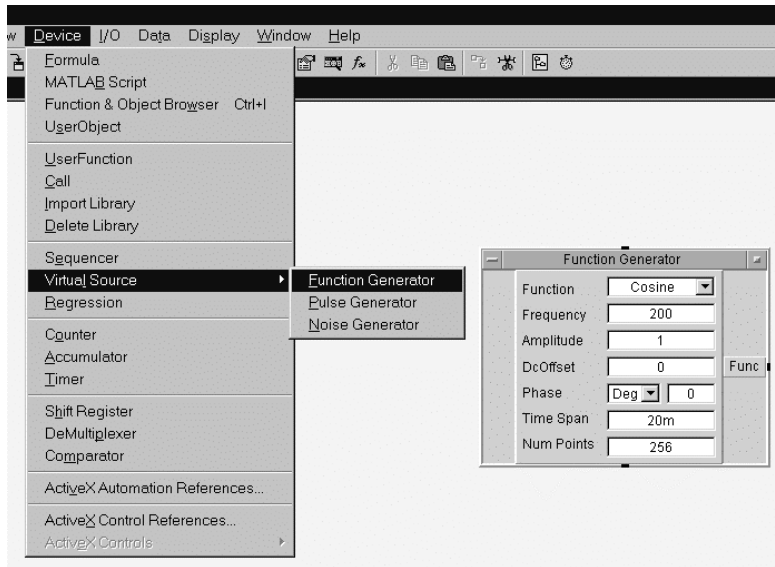 w Device I/O Data Display Window Help
Formula
MATLAB Script
Function & Object Browser Ctrl+I
UserObject
UserFunction
Call
Import Library
Delete Library
Sequencer
Virtual Source
Regression
Counter
Accumulator
Timer
Shift Register
DeMultiplexer
Comparator
ActiveX Automation References...
ActiveX Control References...
ActiveX Controls
Function Generator
Pulse Generator
Noise Generator
Function Generator
Function Cosine
Frequency 200
Amplitude 1
DcOffset 0
Func
Phase Deg 0
Time Span 20m
Num Points 256